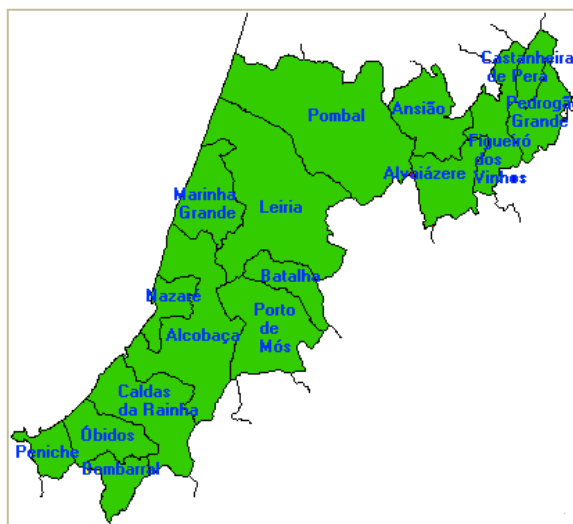 Castanheira
de Pera
Pombal
Ansião
Pedrogão
Grande
Figueiró
dos
Vinhos
Alvaiázere
Marinha
Grande
Leiria
Batalha
Nazaré
Porto
de
Mós
Alcobaça
Caldas
da Rainha
Óbidos
Peniche
Bombarral